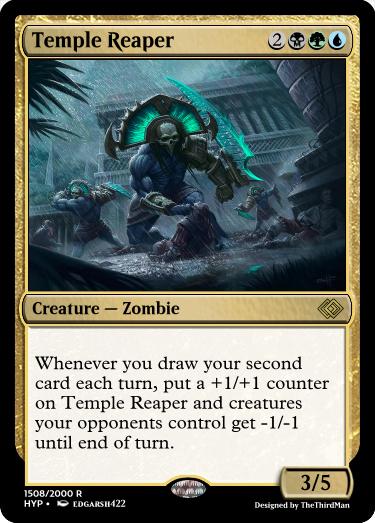 Temple Reaper 2
Creature — Zombie
Whenever you draw your second
card each turn, put a +1/+1 counter
on Temple Reaper and creatures
your opponents control get -1/-1
until end of turn.
3/5
1508/2000 R
HYP • EDGARSH422 Designed by TheThirdMan